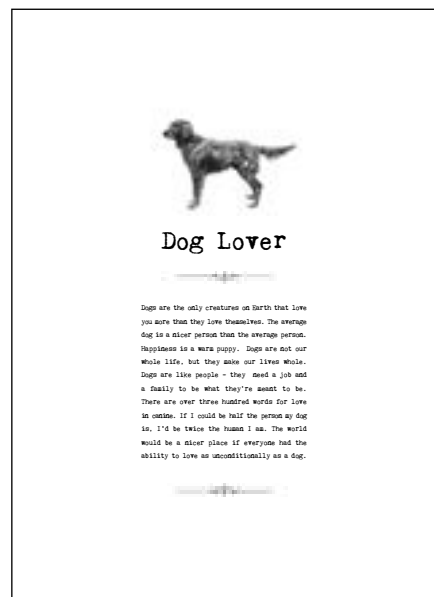 Dog Lover
Dogs are the only creatures on Earth that love
you more than they love themselves. The average
dog is a nicer person than the average person.
Happiness is a warm puppy.  Dogs are not our
whole life, but they make our lives whole.
Dogs are like people - they  need a job and
a family to be what they're meant to be.
There are over three hundred words for love
in canine. If I could be half the person my dog
is, I'd be twice the human I am. The world
would be a nicer place if everyone had the
ability to love as unconditionally as a dog.